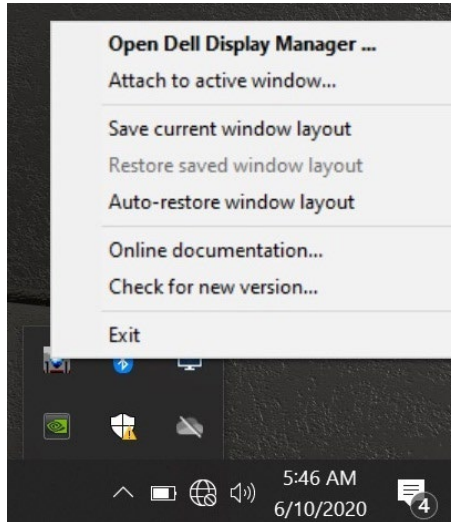 Open Dell Display Manager ...
Attach to active window...
Save current window layout
Restore saved window layout
Auto-restore window layout
Online documentation...
Check for new version...
Exit
5:46 AM
6/10/2020
4